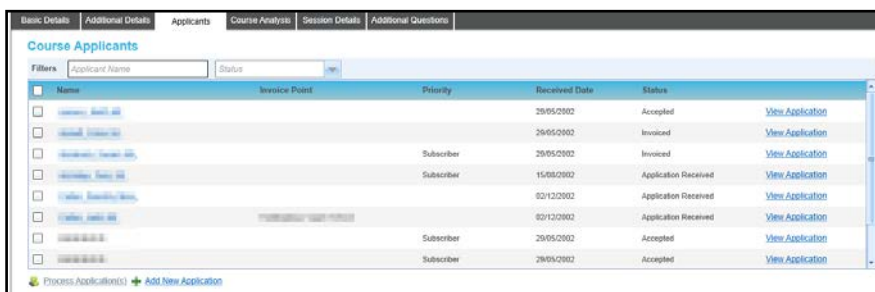 Basic Details Additional Details Applicants Course Analysis Session Details Additional Questions
Course Applicants
Filters Applicant Name Status
Name Invoice Point Priority Received Date Status
29/05/2002 Accepted View Application
29/05/2002 Invoiced View Application
Subscriber 29/05/2002 Invoiced View Application
Subscriber 15/08/2002 Application Received View Application
02/12/2002 Application Received View Application
02/12/2002 Application Received View Application
Subscriber 29/05/2002 Accepted View Application
Subscriber 29/05/2002 Accepted View Application
Process Application(s) Add New Application